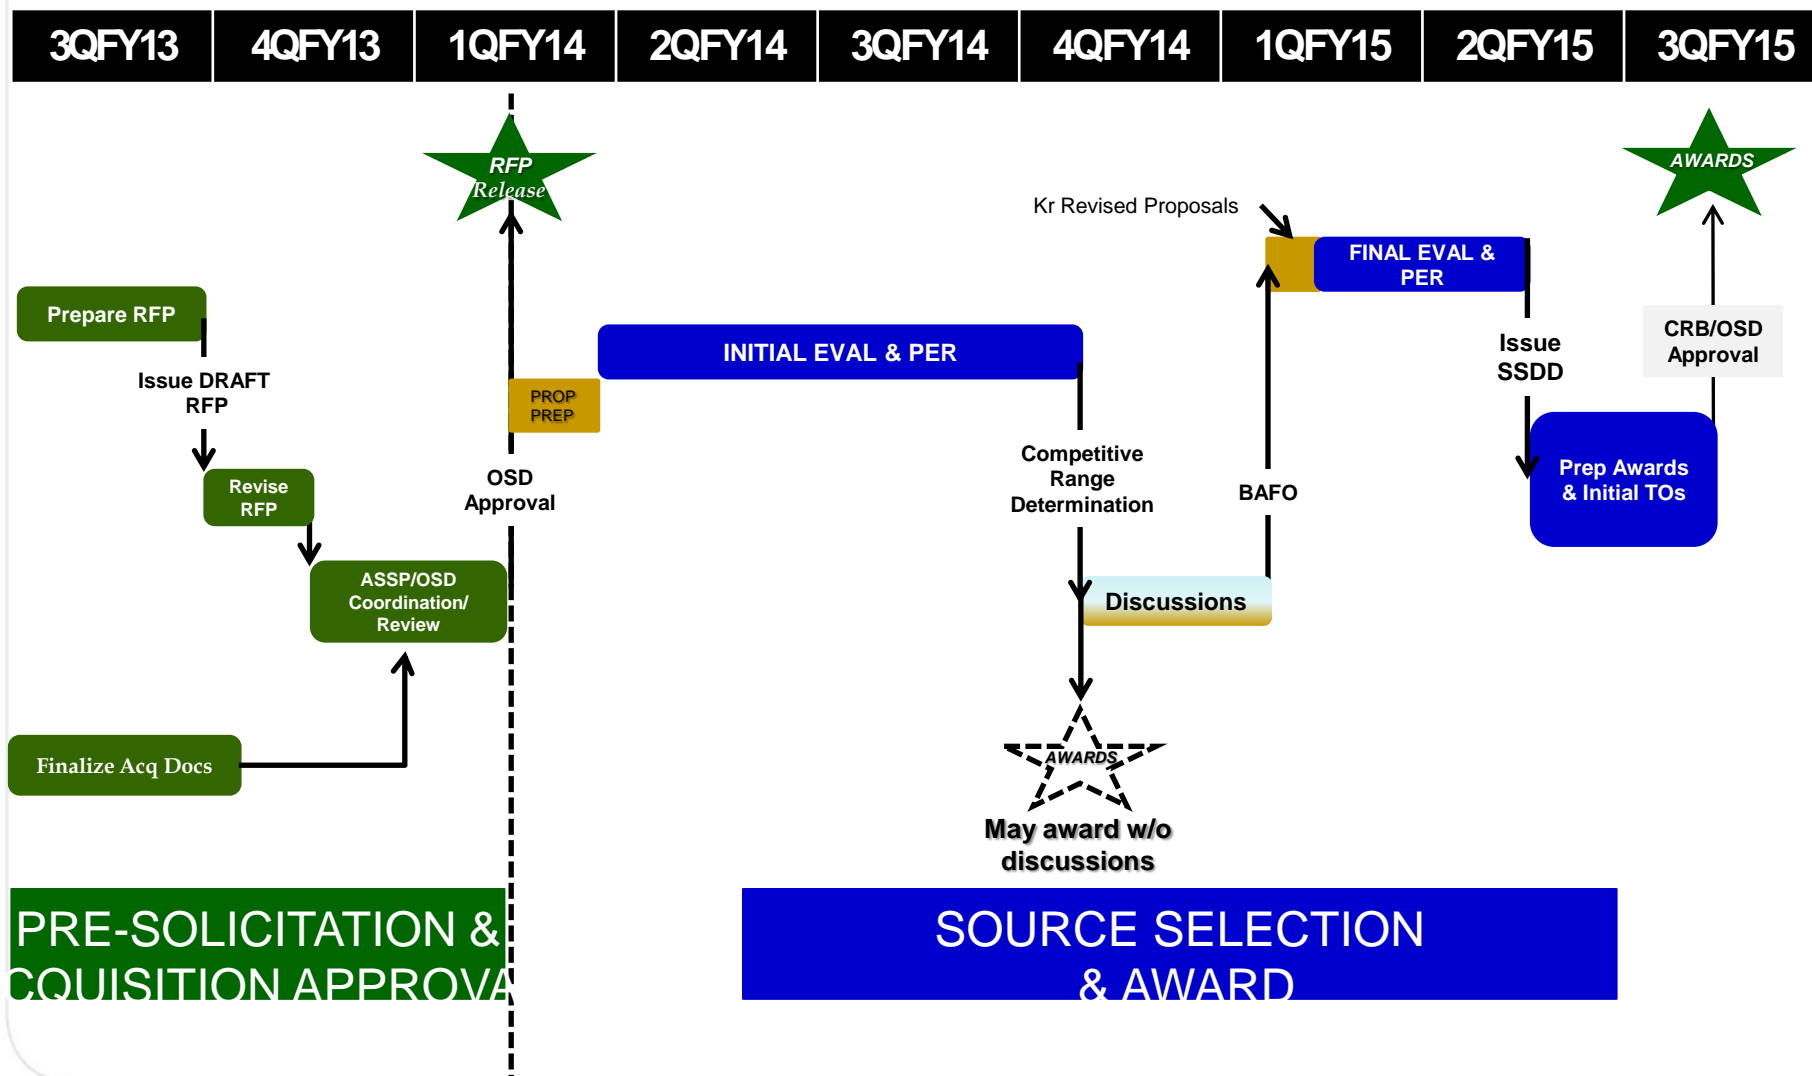 3QFY13 4QFY13 1QFY14 2QFY14 3QFY14 4QFY14 1QFY15 2QFY15 3QFY15
RFP
Release
AWARDS
Kr Revised Proposals
FINAL EVAL &
PER
Prepare RFP
INITIAL EVAL & PER
Issue
SSDD
CRB/OSD
Approval
Issue DRAFT
RFP
PROP
PREP
Competitive
Range
Determination
OSD
Approval
BAFO
Prep Awards
& Initial TOs
Revise
RFP
ASSP/OSD
Coordination/
Review
Discussions
Finalize Acq Docs
AWARDS
May award w/o
discussions
PRE-SOLICITATION &
CQUISITION APPROVA
SOURCE SELECTION
& AWARD